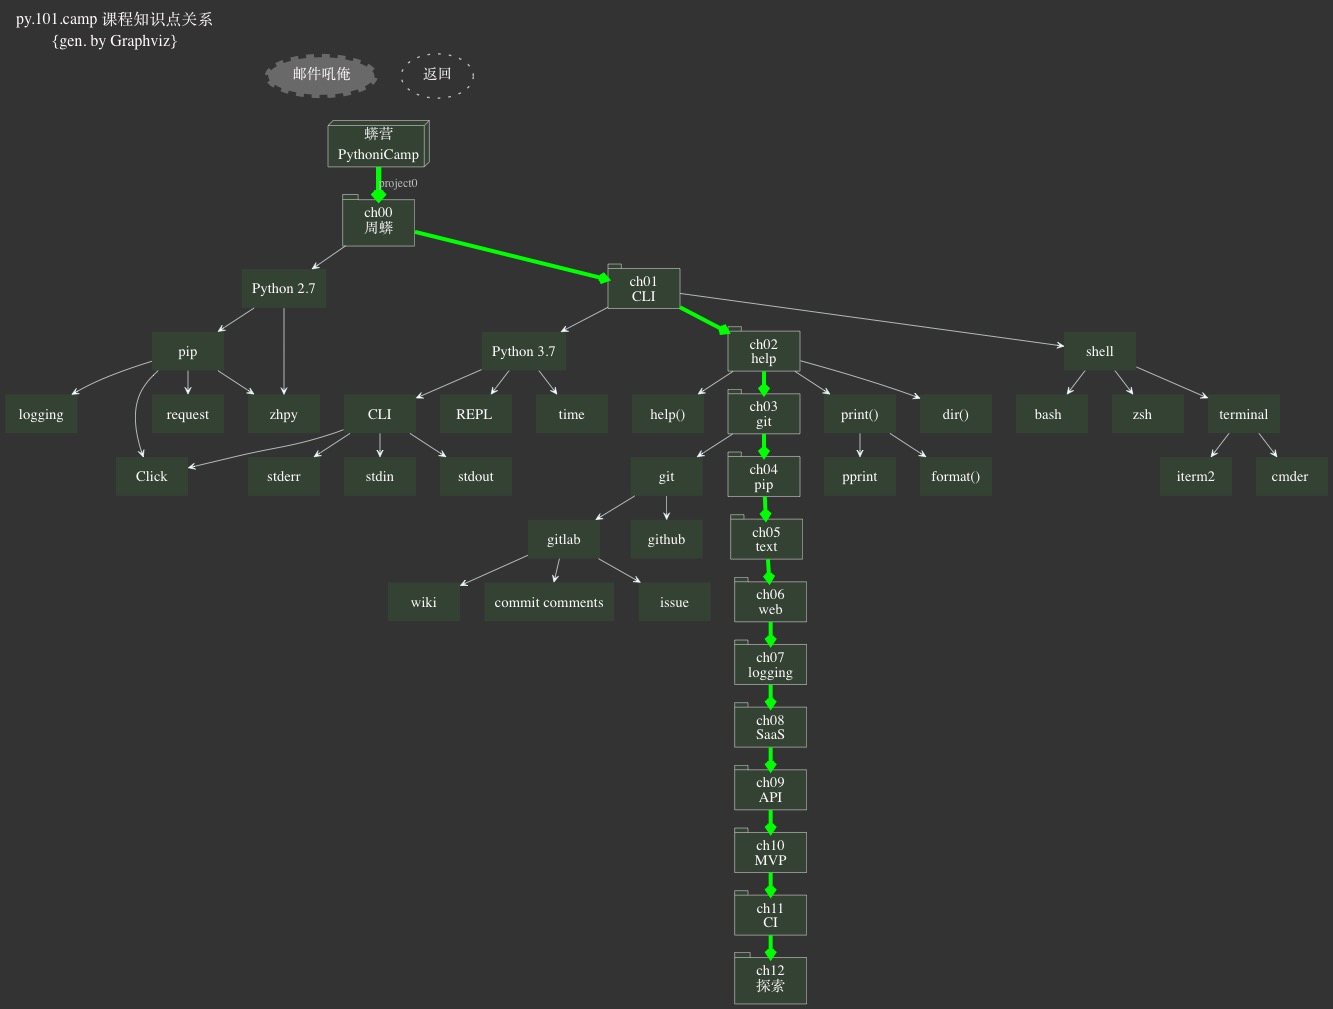 py.101.camp 课程知识点关系
{gen. by Graphviz}
邮件吼俺
返回
蟒营
PythoniCamp
project0
ch00
周蟒
ch01
CLI
Python 2.7
ch02
help
pip
Python 3.7
shell
logging
request
zhpy
CLI
REPL
time
help()
ch03
git
print()
dir()
bash
zsh
terminal
Click
stderr
stdin
stdout
git
ch04
pip
pprint
format()
iterm2
cmder
gitlab
github
ch05
text
wiki
commit comments
issue
ch06
web
ch07
logging
ch08
SaaS
ch09
API
ch10
MVP
ch11
CI
ch12
探索